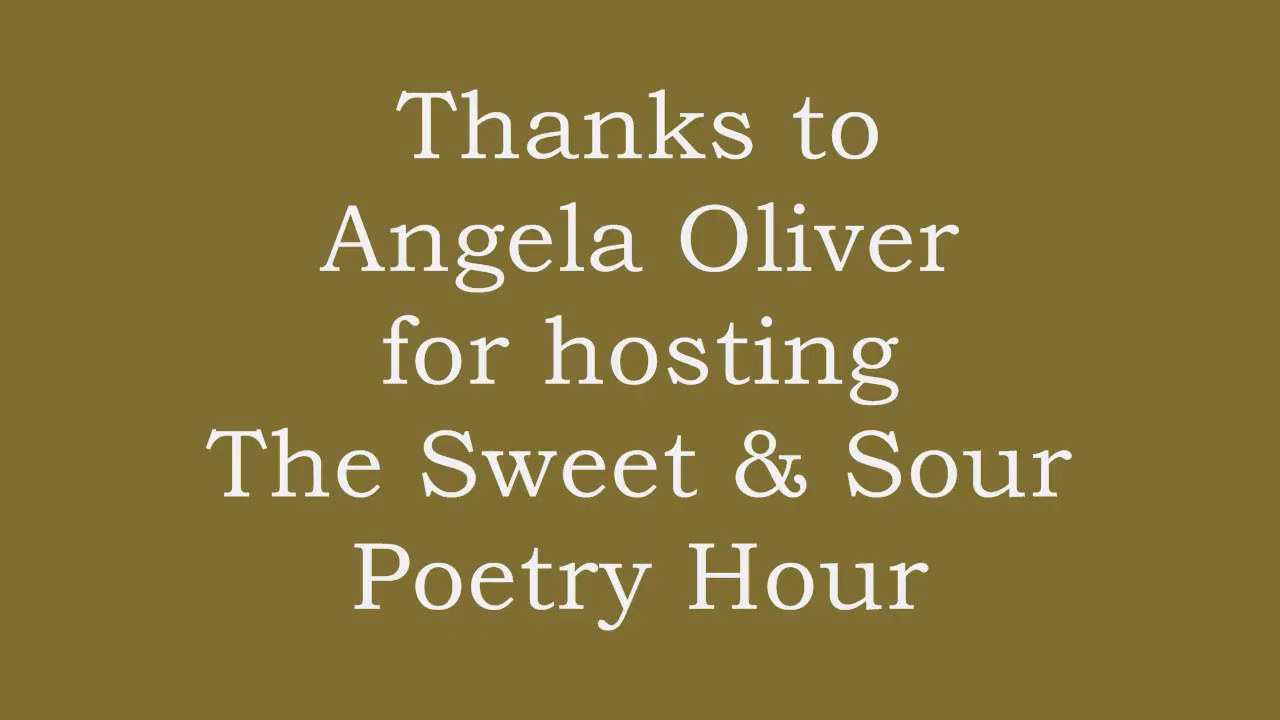 Thanks to
Angela Oliver
for hosting
The Sweet & Sour
Poetry Hour